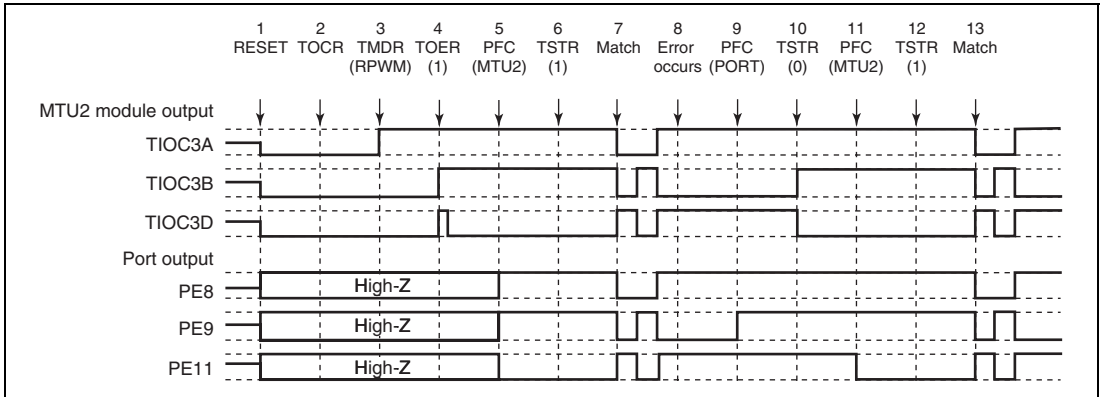 1 2 3 4 5 6 7 8 9 10 11 12 13
RESET TOCR TMDR TOER PFC TSTR Match Error PFC TSTR PFC TSTR Match
(RPWM) (1) (MTU2) (1) occurs (PORT) (0) (MTU2) (1)
MTU2 module output
TIOC3A
TIOC3B
TIOC3D
Port output
PE8 High-Z
PE9 High-Z
PE11 High-Z